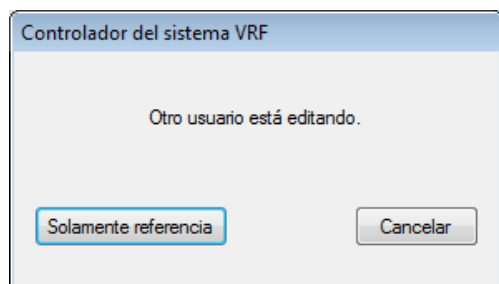 Controlador del sistema VRF
Otro usuario está editando.
Solamente referencia
Cancelar